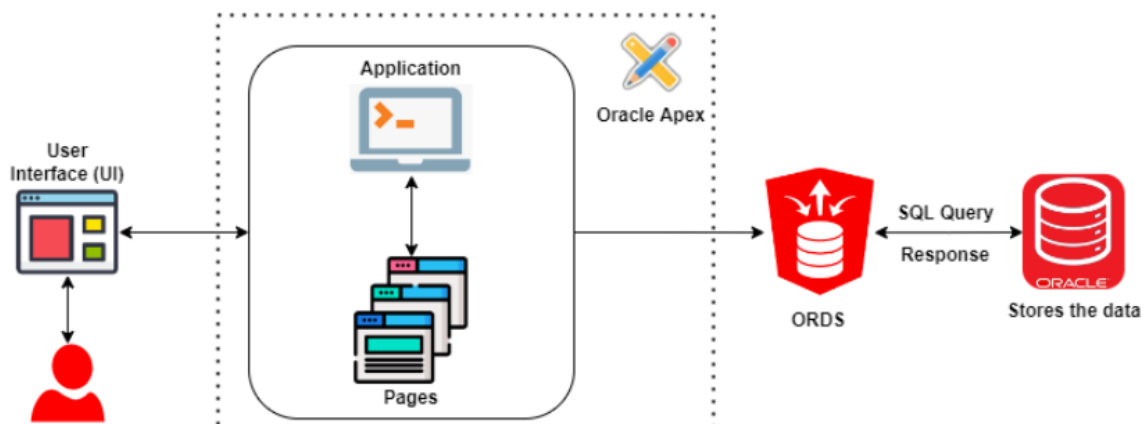 User
Interface (UI)
Application
Pages
Oracle Apex
ORDS
SQL Query
Response
ORACLE
Stores the data